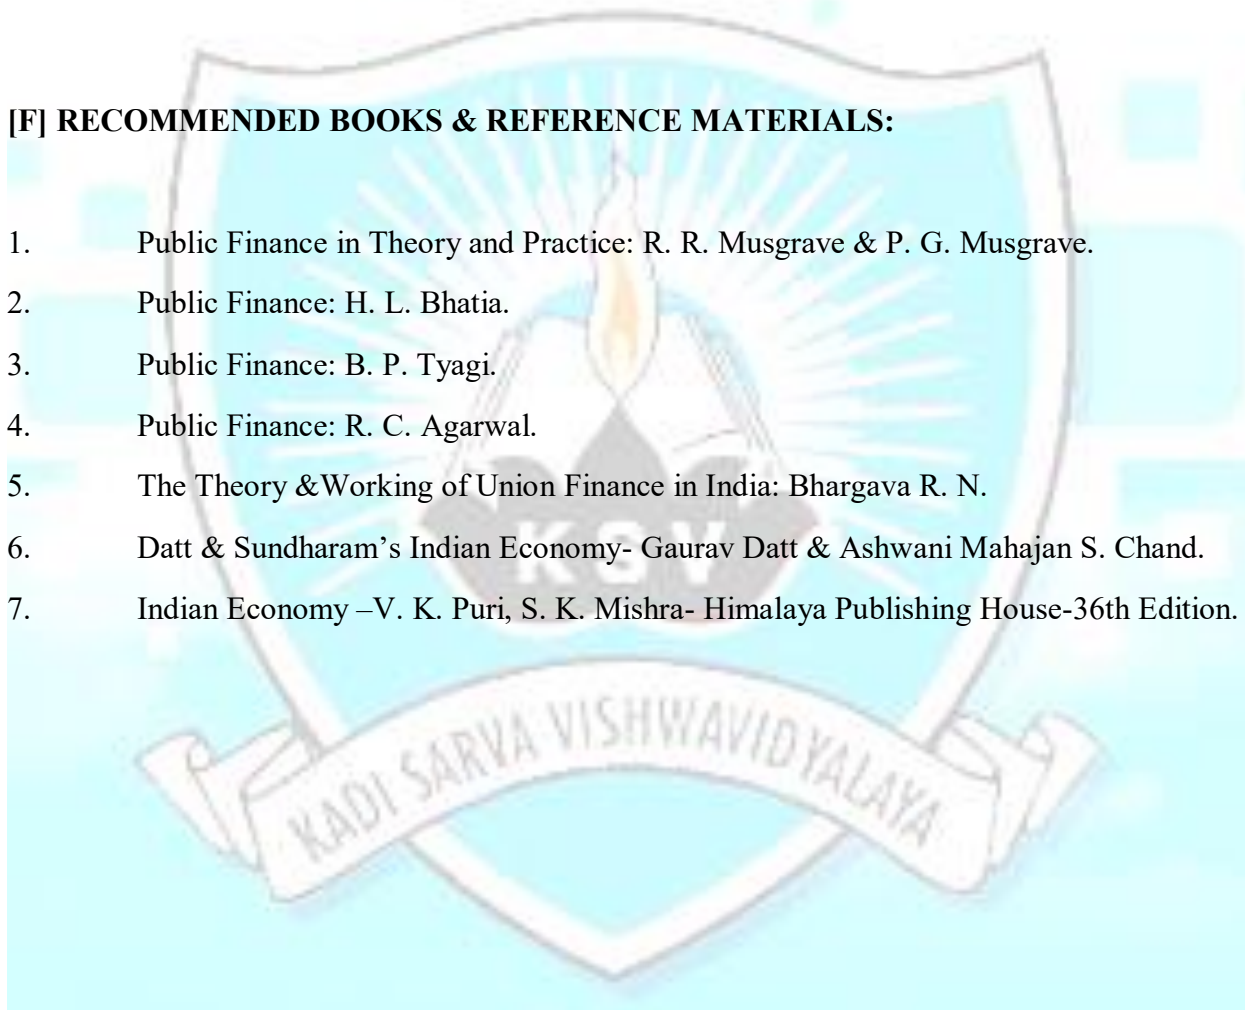 [F] RECOMMENDED BOOKS & REFERENCE MATERIALS:
1. Public Finance in Theory and Practice: R. R. Musgrave & P. G. Musgrave.
2. Public Finance: H. L. Bhatia.
3. Public Finance: B. P. Tyagi.
4. Public Finance: R. C. Agarwal.
5. The Theory &Working of Union Finance in India: Bhargava R. N.
6. Datt & Sundharam’s Indian Economy- Gaurav Datt & Ashwani Mahajan S. Chand.
KSV
7. Indian Economy –V. K. Puri, S. K. Mishra- Himalaya Publishing House-36th Edition.
KADI SARVA VISHWAVIDYALAYA